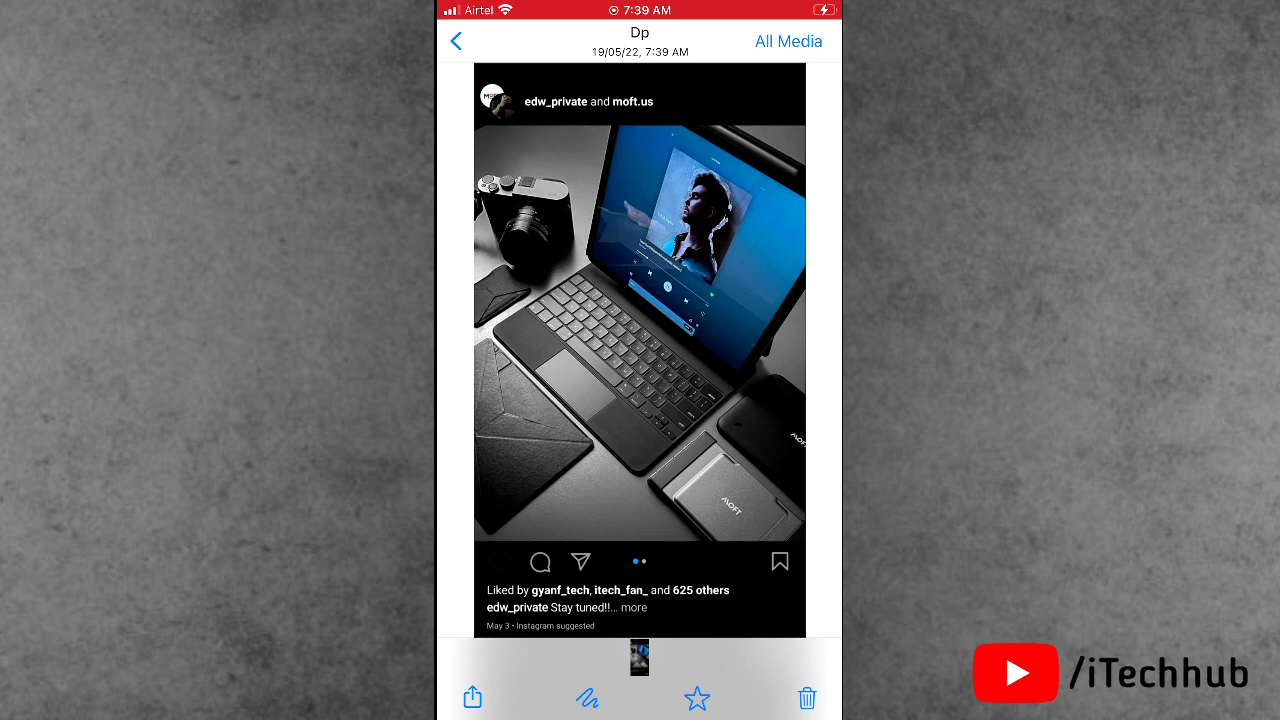 Airtel
7:39 AM
Dp
19/05/22, 7:39 AM
All Media
edw_private and moft.us
MOFT
Liked by gyanf_tech, itech_fan_ and 625 others
edw_private Stay tuned!!... more
May 3 • Instagram suggested
/iTechhub